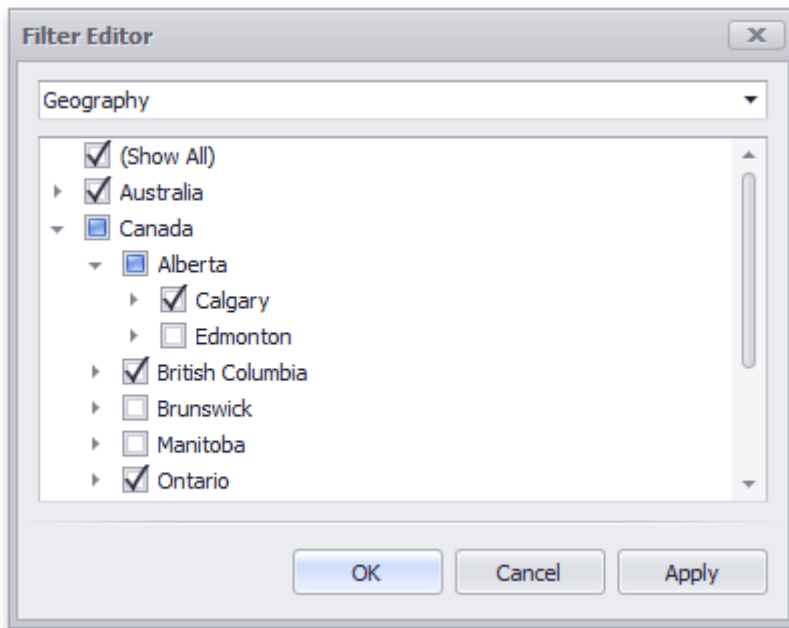 Filter Editor
Geography
(Show All)
Australia
Canada
Alberta
Calgary
Edmonton
British Columbia
Brunswick
Manitoba
Ontario
OK Cancel Apply